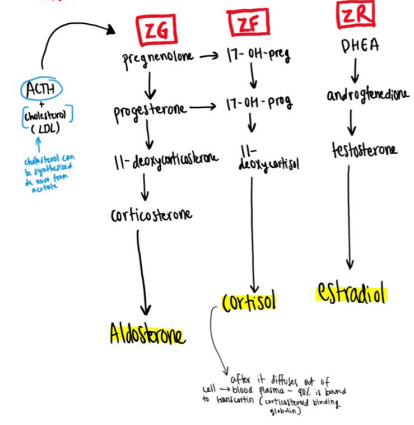 ZG
ZF
ZR
pregnenolone → 17-OH-preg
DHEA
ACTH
+
cholesterol
(LDL)
cholesterol can
be synthesised
de novo from
acetate
progesterone → 17-OH-prog
androstenedione
11-deoxycorticosterone
11-
deoxycortisol
testosterone
corticosterone
Aldosterone
cortisol
estradiol
after it diffuses out of
cell → blood plasma - 90% is bound
to transcortin (corticosteroid binding
globulin)